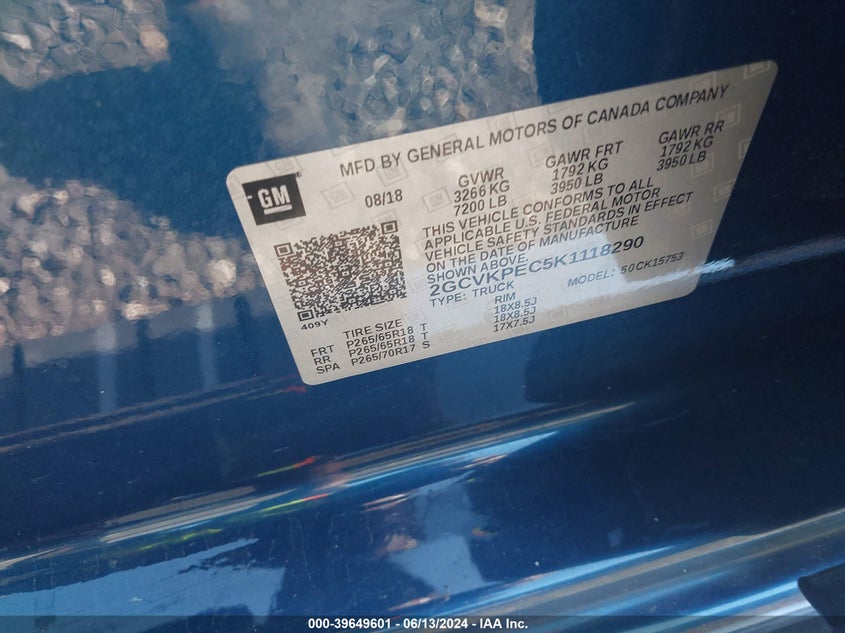 MFD BY GENERAL MOTORS OF CANADA COMPANY
GM
08/18
GVWR
3266 KG
7200 LB
GAWR FRT
1792 KG
3950 LB
GAWR RR
1792 KG
3950 LB
THIS VEHICLE CONFORMS TO ALL
APPLICABLE U.S. FEDERAL MOTOR
VEHICLE SAFETY STANDARDS IN EFFECT
ON THE DATE OF MANUFACTURE
SHOWN ABOVE.
2GCVKPEC5K1118290
TYPE: TRUCK
MODEL: 50CK15753
409Y
TIRE SIZE RIM
FRT P265/65R18 T 18X8.5J
RR P265/65R18 T 18X8.5J
SPA P265/70R17 S 17X7.5J
000-39649601 - 06/13/2024 - IAA Inc.